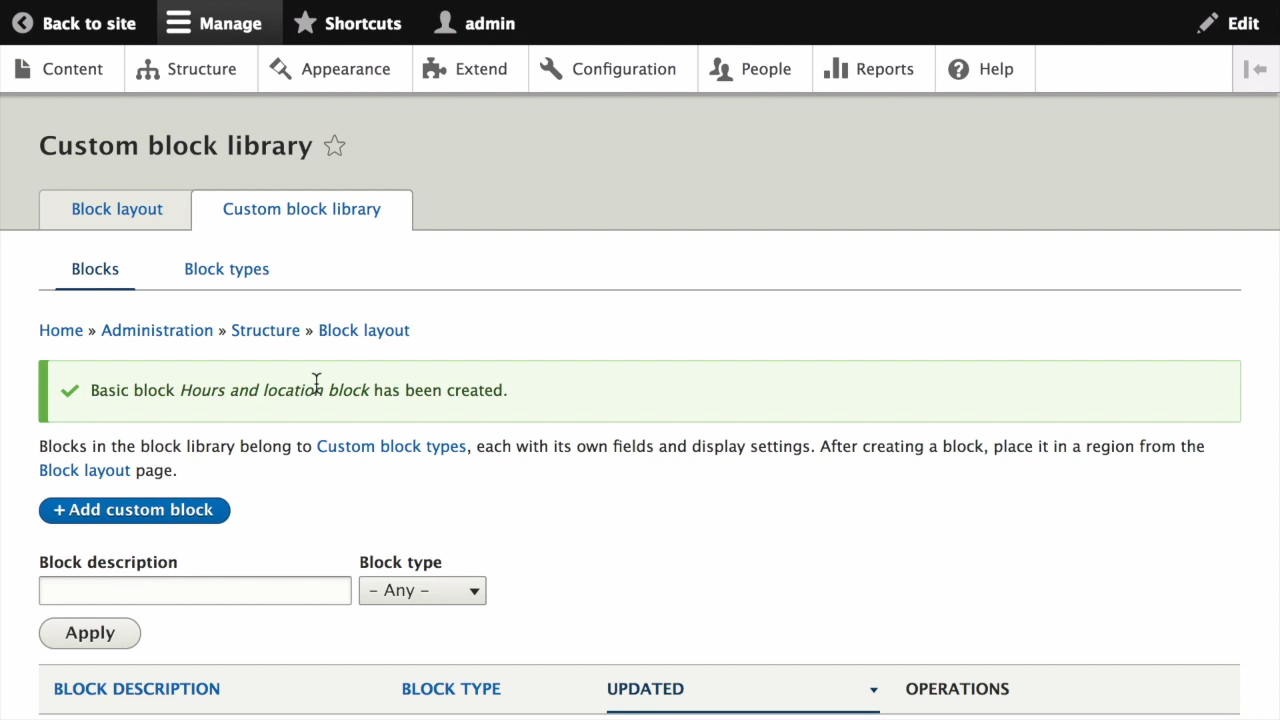 Back to site Manage Shortcuts admin Edit
Content Structure Appearance Extend Configuration People Reports Help
Custom block library
Block layout Custom block library
Blocks Block types
Home » Administration » Structure » Block layout
Basic block Hours and location block has been created.
Blocks in the block library belong to Custom block types, each with its own fields and display settings. After creating a block, place it in a region from the
Block layout page.
+ Add custom block
Block description Block type
– Any –
Apply
BLOCK DESCRIPTION BLOCK TYPE UPDATED OPERATIONS